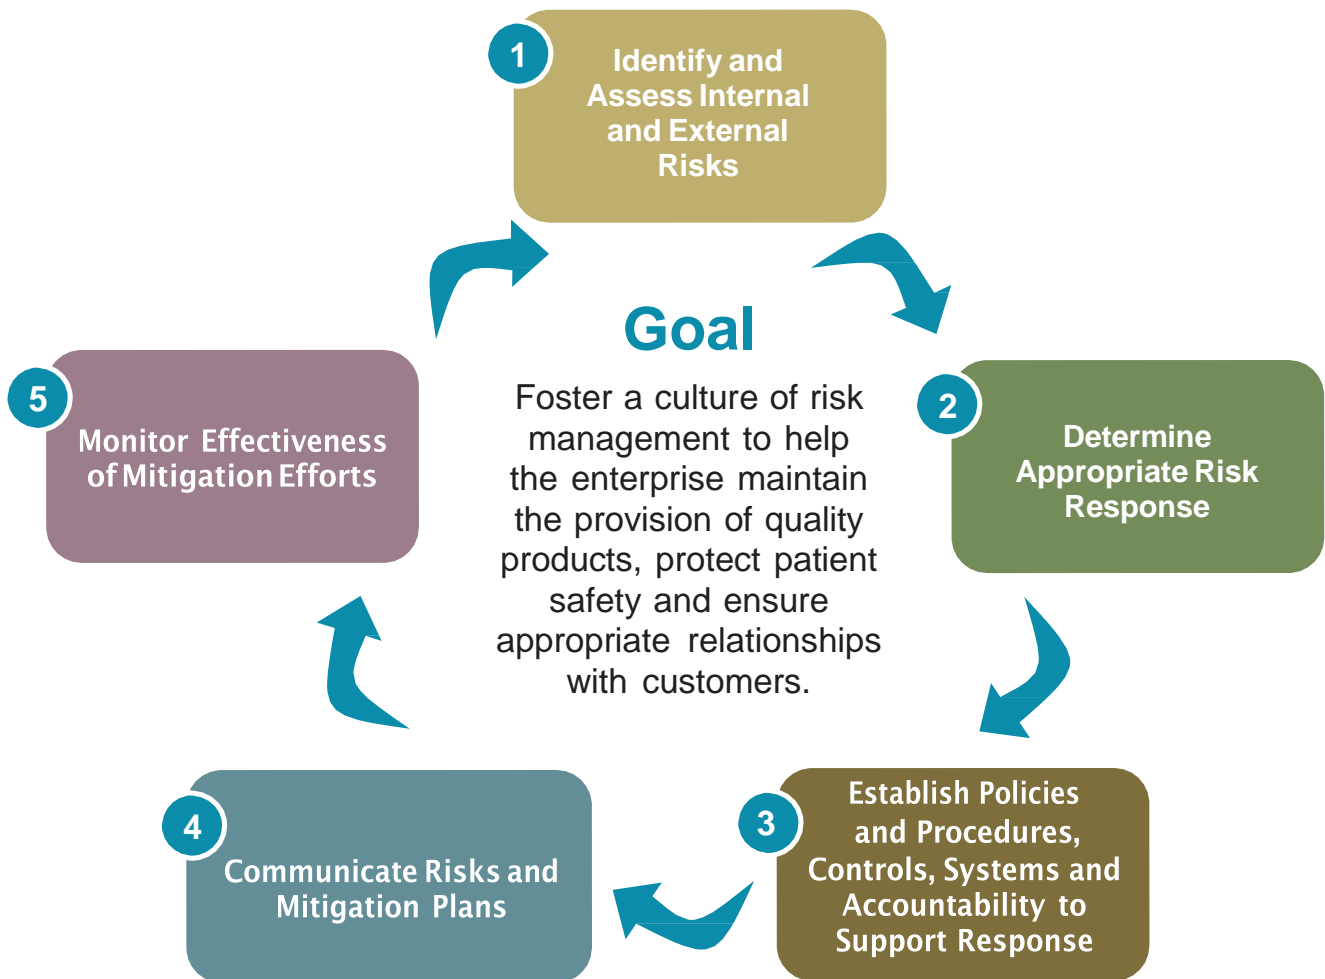 1
Identify and
Assess Internal
and External
Risks
Goal
Foster a culture of risk
management to help
the enterprise maintain
the provision of quality
products, protect patient
safety and ensure
appropriate relationships
with customers.
2
Determine
Appropriate Risk
Response
3
Establish Policies
and Procedures,
Controls, Systems and
Accountability to
Support Response
4
Communicate Risks and
Mitigation Plans
5
Monitor Effectiveness
of Mitigation Efforts